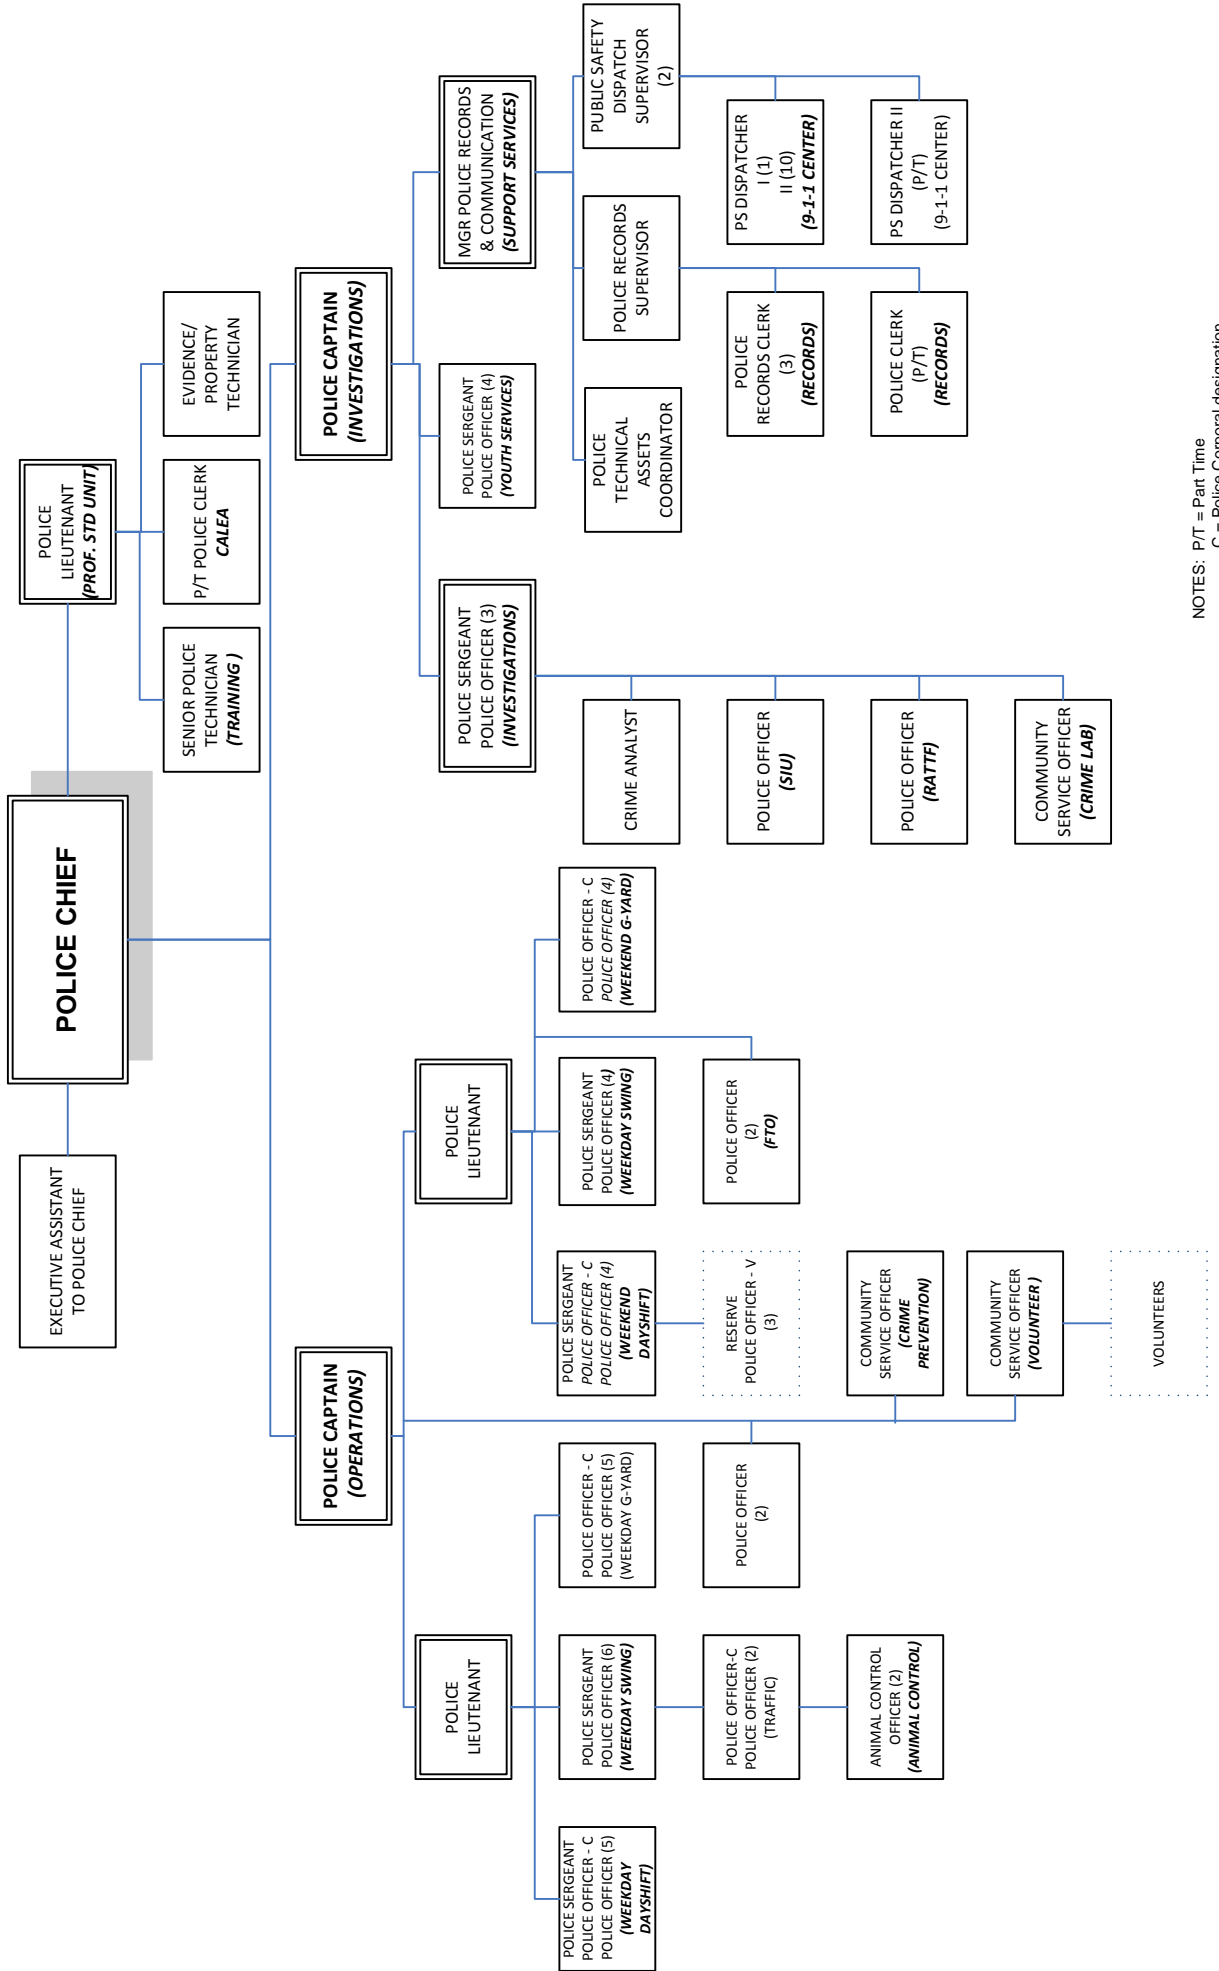 POLICE CHIEF
EXECUTIVE ASSISTANT
TO POLICE CHIEF
POLICE
LIEUTENANT
(PROF. STD UNIT)
SENIOR POLICE
TECHNICIAN
(TRAINING )
P/T POLICE CLERK
CALEA
EVIDENCE/
PROPERTY
TECHNICIAN
POLICE CAPTAIN
(OPERATIONS)
POLICE CAPTAIN
(INVESTIGATIONS)
POLICE
LIEUTENANT
POLICE
LIEUTENANT
POLICE SERGEANT
POLICE OFFICER (3)
(INVESTIGATIONS)
POLICE SERGEANT
POLICE OFFICER (4)
(YOUTH SERVICES)
MGR POLICE RECORDS
& COMMUNICATION
(SUPPORT SERVICES)
POLICE SERGEANT
POLICE OFFICER - C
POLICE OFFICER (5)
(WEEKDAY
DAYSHIFT)
POLICE SERGEANT
POLICE OFFICER (6)
(WEEKDAY SWING)
POLICE OFFICER - C
POLICE OFFICER (5)
(WEEKDAY G-YARD)
POLICE SERGEANT
POLICE OFFICER - C
POLICE OFFICER (4)
(WEEKEND
DAYSHIFT)
POLICE SERGEANT
POLICE OFFICER (4)
(WEEKDAY SWING)
POLICE OFFICER - C
POLICE OFFICER (4)
(WEEKEND G-YARD)
CRIME ANALYST
POLICE
TECHNICAL
ASSETS
COORDINATOR
POLICE RECORDS
SUPERVISOR
PUBLIC SAFETY
DISPATCH
SUPERVISOR
(2)
POLICE OFFICER-C
POLICE OFFICER (2)
(TRAFFIC)
POLICE OFFICER
(2)
RESERVE
POLICE OFFICER - V
(3)
POLICE OFFICER
(2)
(FTO)
POLICE OFFICER
(SIU)
POLICE
RECORDS CLERK
(3)
(RECORDS)
PS DISPATCHER
I (1)
II (10)
(9-1-1 CENTER)
ANIMAL CONTROL
OFFICER (2)
(ANIMAL CONTROL)
COMMUNITY
SERVICE OFFICER
(CRIME
PREVENTION)
POLICE OFFICER
(RATTF)
POLICE CLERK
(P/T)
(RECORDS)
PS DISPATCHER II
(P/T)
(9-1-1 CENTER)
COMMUNITY
SERVICE OFFICER
(VOLUNTEER )
COMMUNITY
SERVICE OFFICER
(CRIME LAB)
VOLUNTEERS
NOTES: P/T = Part Time
C = Police Corporal designation